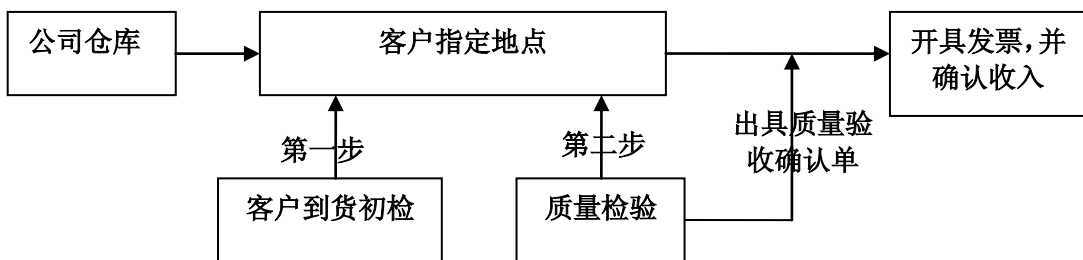 公司仓库
客户指定地点
开具发票，并
确认收入
第一步
第二步
出具质量验
收确认单
客户到货初检
质量检验